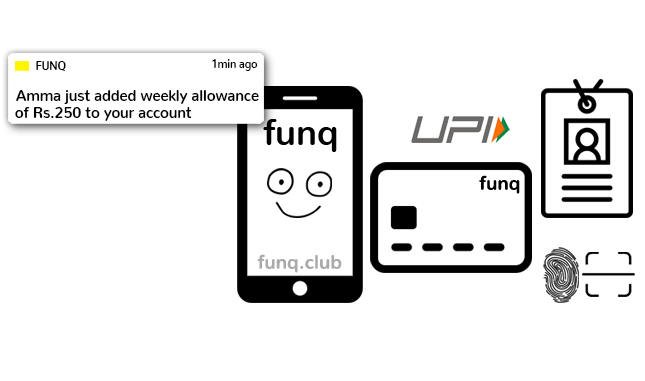 FUNQ
1min ago
Amma just added weekly allowance
of Rs.250 to your account
funq
funq.club
UPI
funq